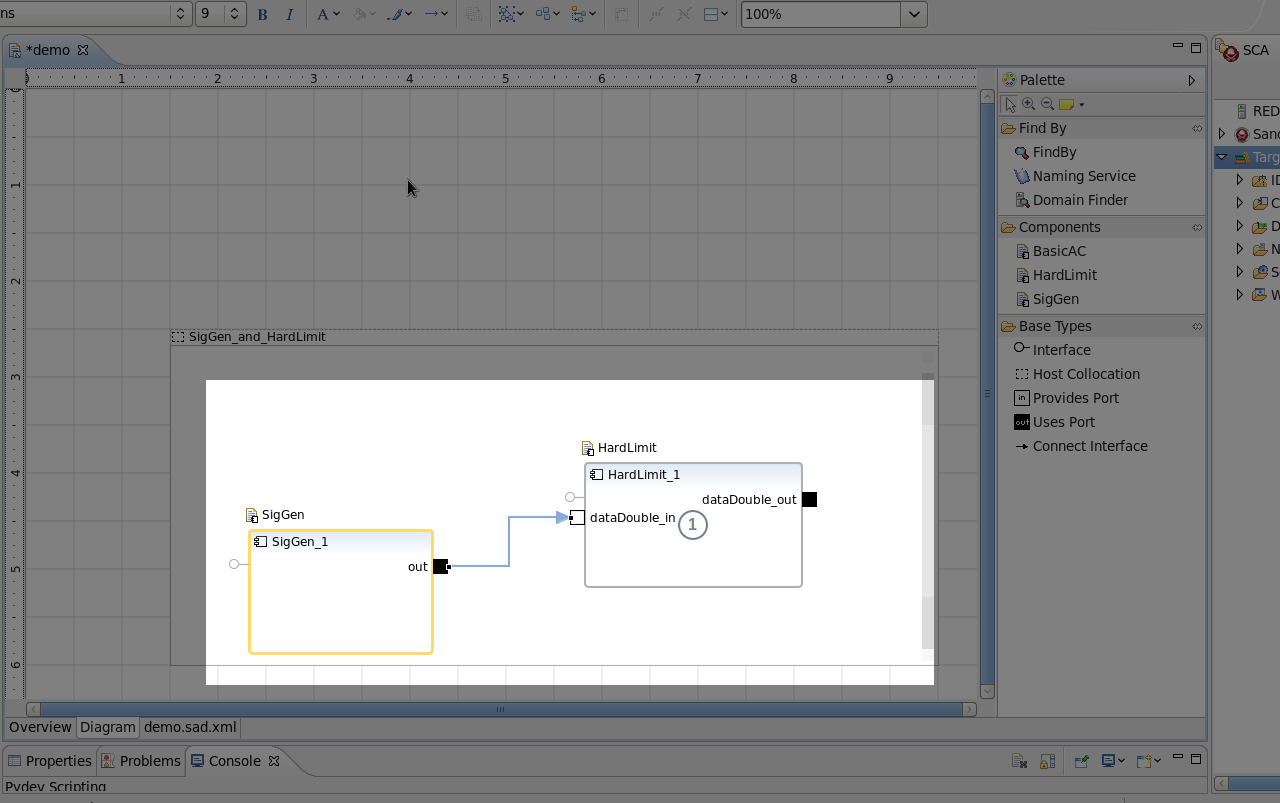 ns 9 B I A 100%
*demo
SCA
0 1 2 3 4 5 6 7 8 9
Palette
RED
Find By
Sand
FindBy
Targ
1
Naming Service
ID
Domain Finder
C
Components
D
BasicAC
N
2
HardLimit
S
SigGen
W
Base Types
SigGen_and_HardLimit
Interface
3
Host Collocation
in Provides Port
out Uses Port
HardLimit
Connect Interface
4
HardLimit_1
dataDouble_out
dataDouble_in 1
SigGen
SigGen_1
out
5
6
Overview Diagram demo.sad.xml
Properties Problems Console
Pydev Scripting